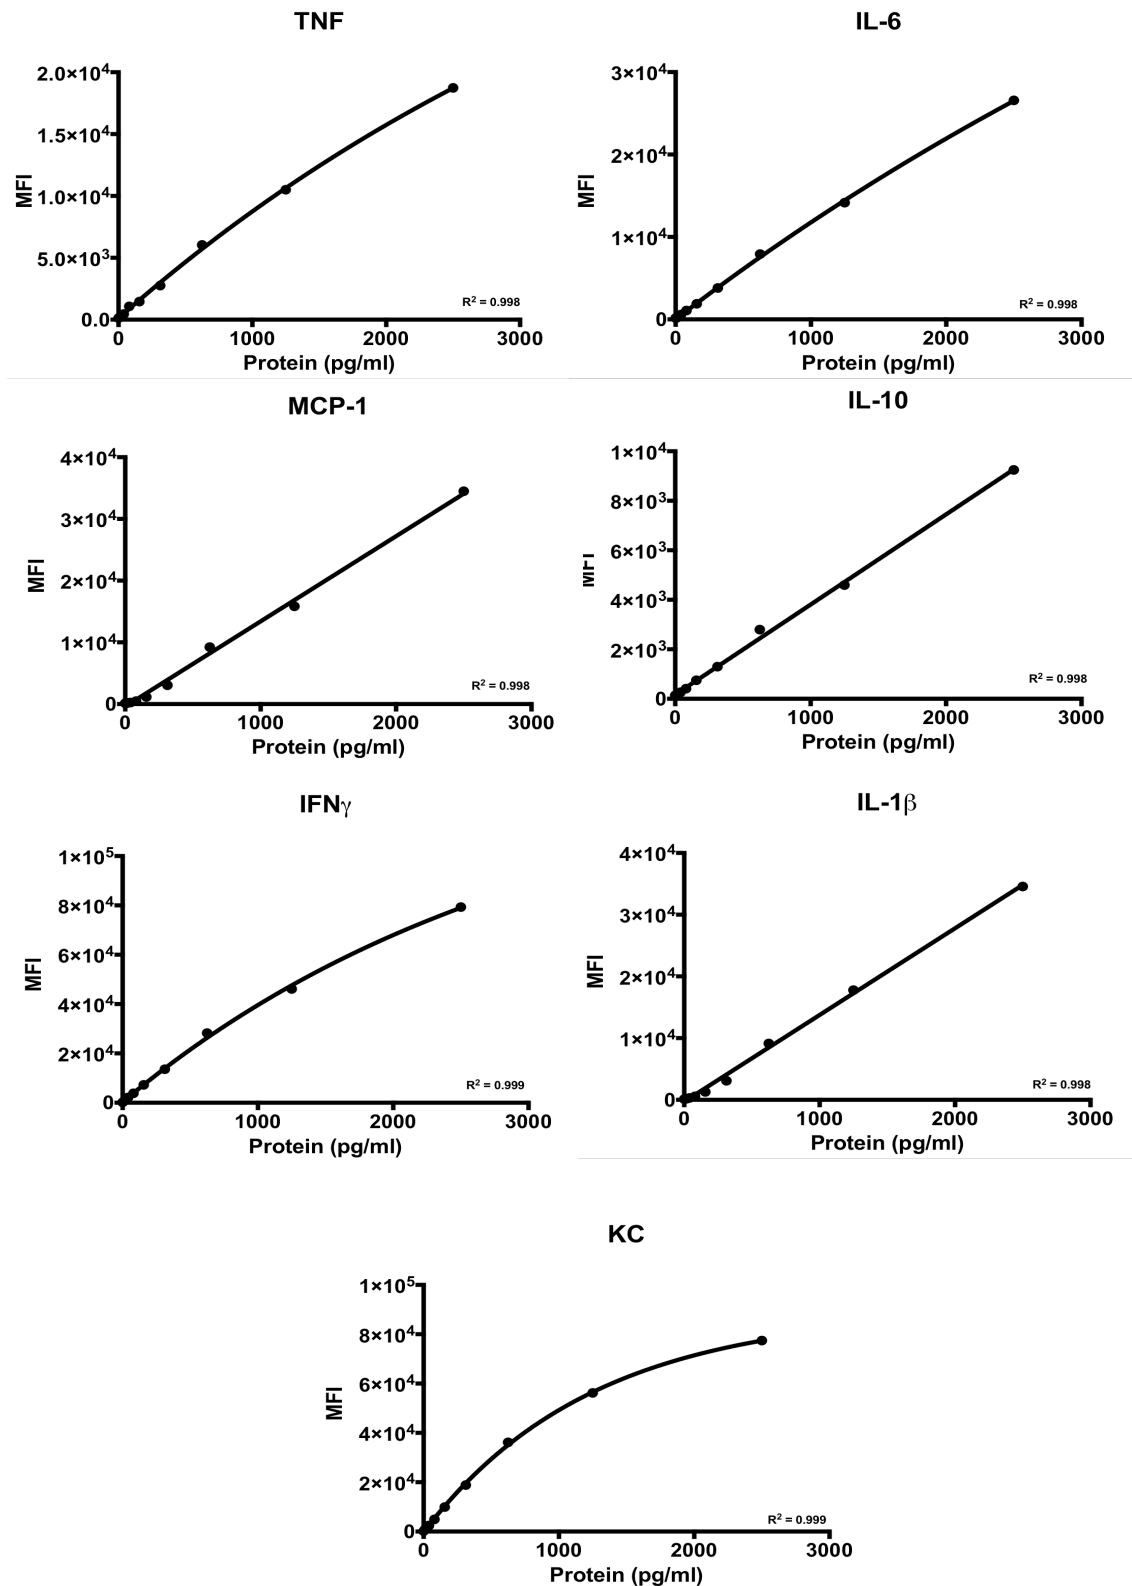 TNF
2.0×10⁴
1.5×10⁴
1.0×10⁴
5.0×10³
0.0
MFI
R² = 0.998
0 1000 2000 3000
Protein (pg/ml)
IL-6
3×10⁴
2×10⁴
1×10⁴
0
MFI
R² = 0.998
0 1000 2000 3000
Protein (pg/ml)
MCP-1
4×10⁴
3×10⁴
2×10⁴
1×10⁴
0
MFI
R² = 0.998
0 1000 2000 3000
Protein (pg/ml)
IL-10
1×10⁴
8×10³
6×10³
4×10³
2×10³
0
MFI
R² = 0.998
0 1000 2000 3000
Protein (pg/ml)
IFNγ
1×10⁵
8×10⁴
6×10⁴
4×10⁴
2×10⁴
0
MFI
R² = 0.999
0 1000 2000 3000
Protein (pg/ml)
IL-1β
4×10⁴
3×10⁴
2×10⁴
1×10⁴
0
MFI
R² = 0.998
0 1000 2000 3000
Protein (pg/ml)
KC
1×10⁵
8×10⁴
6×10⁴
4×10⁴
2×10⁴
0
MFI
R² = 0.999
0 1000 2000 3000
Protein (pg/ml)